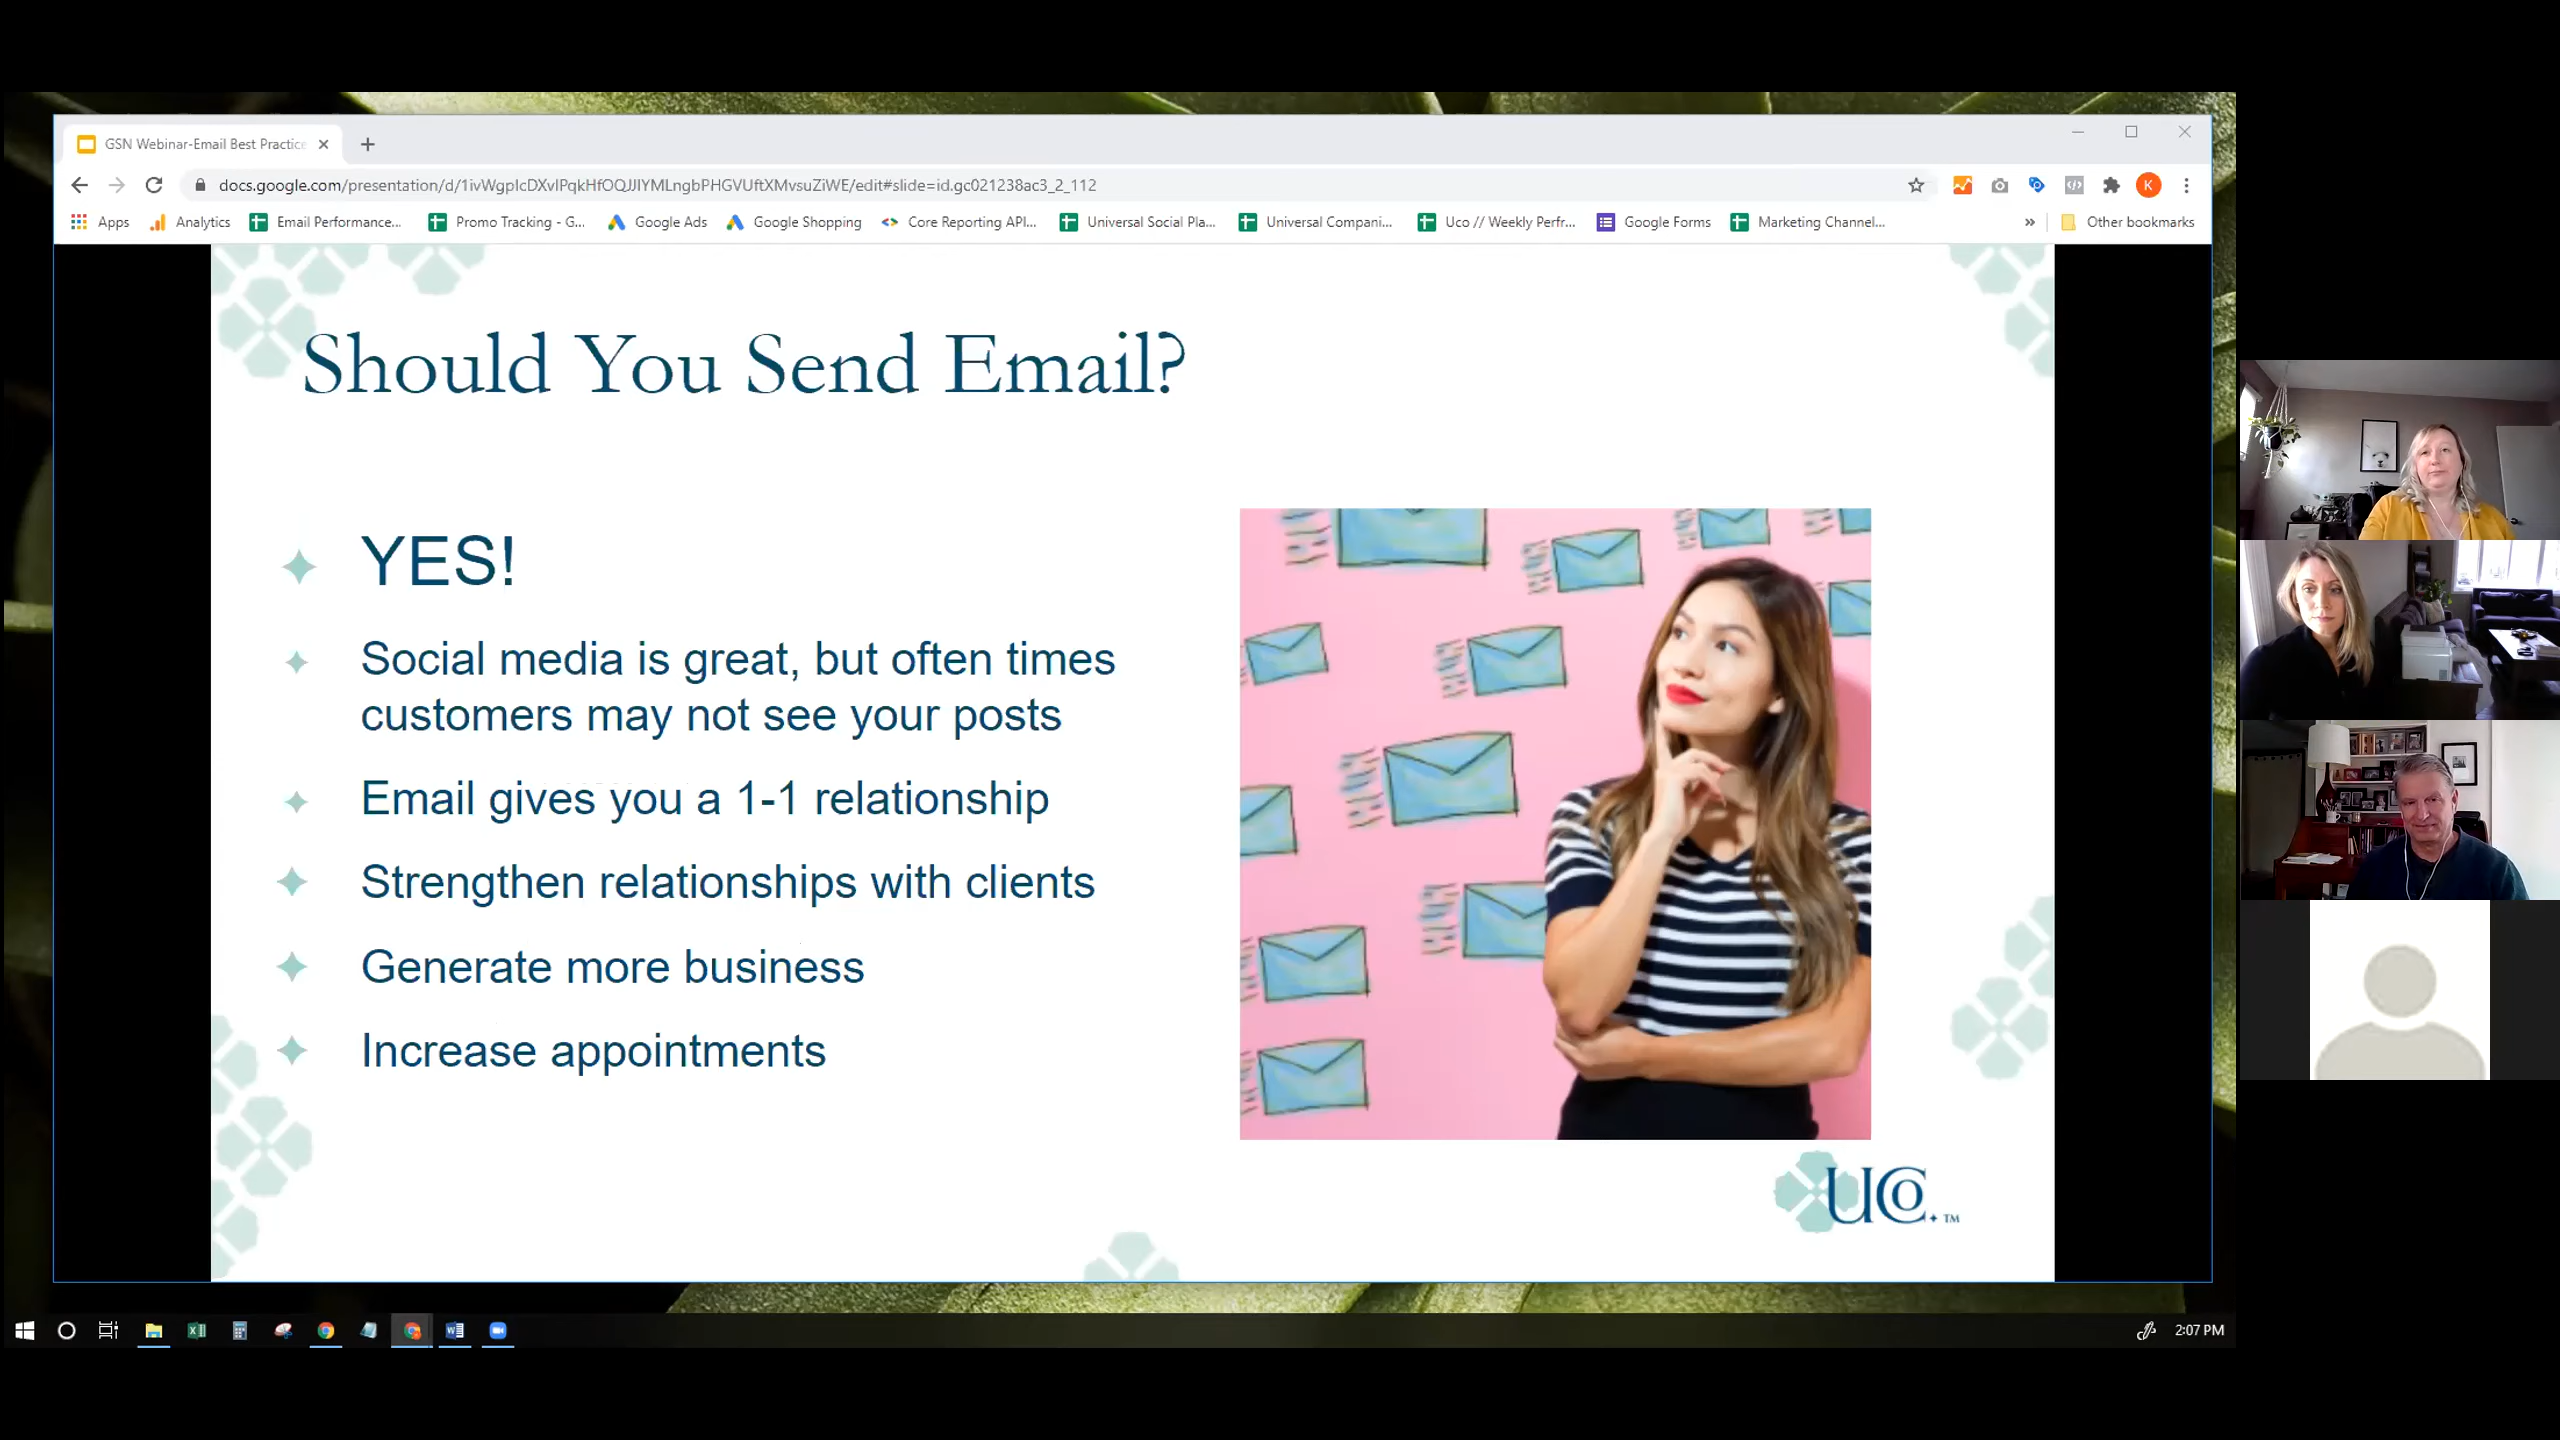 GSN Webinar-Email Best Practice
docs.google.com/presentation/d/1ivWgpIcDXvIPqkHfOQJJIYMLngbPHGVUftXMvsuZiWE/edit#slide=id.gc021238ac3_2_112
K
Apps Analytics Email Performance... Promo Tracking - G... Google Ads Google Shopping Core Reporting API... Universal Social Pla... Universal Compani... Uco // Weekly Perfr... Google Forms Marketing Channel... » Other bookmarks
Should You Send Email?
YES!
Social media is great, but often times
customers may not see your posts
Email gives you a 1-1 relationship
Strengthen relationships with clients
Generate more business
Increase appointments
UCo.™
2:07 PM